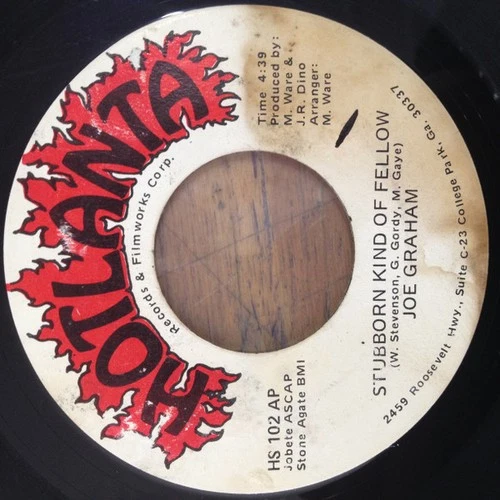 HOTLANTA
Records & Filmworks Corp.
HS 102 AP
Jobete ASCAP
Stone Agate BMI
Time 4:39
Produced by:
M. Ware &
J.R. Dino
Arranger:
M. Ware
STUBBORN KIND OF FELLOW
(W. Stevenson, G. Gordy, M. Gaye)
JOE GRAHAM
2459 Roosevelt Hwy., Suite C-23 College Park, Ga. 30337